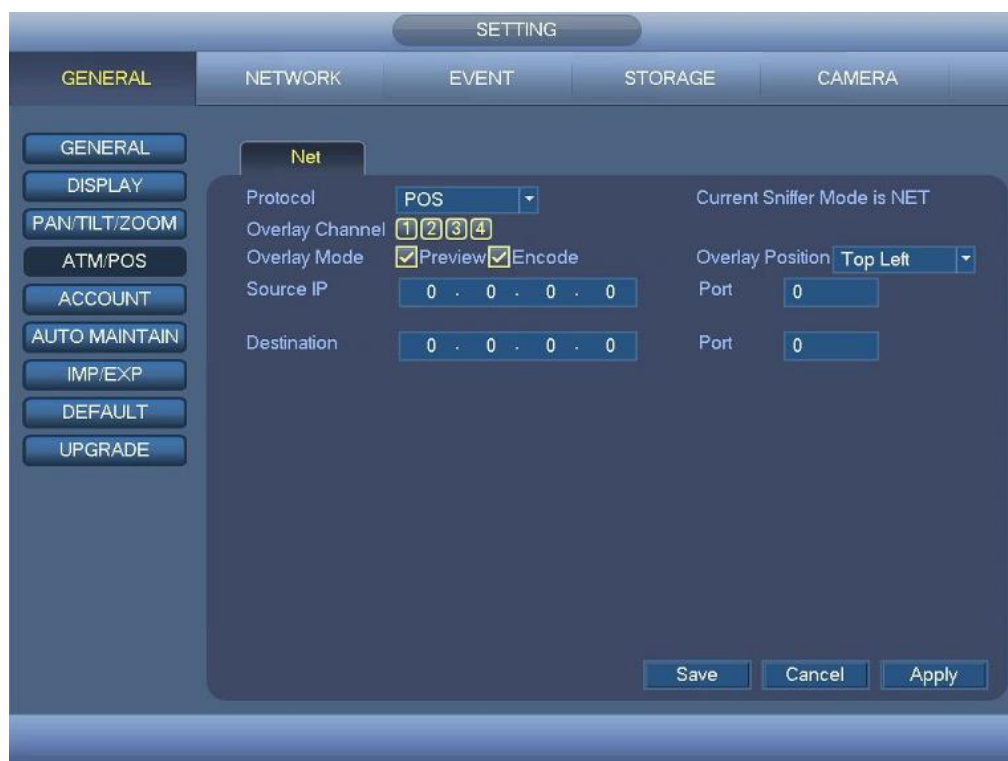 SETTING
GENERAL NETWORK EVENT STORAGE CAMERA
GENERAL
DISPLAY
PAN/TILT/ZOOM
ATM/POS
ACCOUNT
AUTO MAINTAIN
IMP/EXP
DEFAULT
UPGRADE
Net
Protocol POS Current Sniffer Mode is NET
Overlay Channel 1 2 3 4
Overlay Mode Preview Encode Overlay Position Top Left
Source IP 0 . 0 . 0 . 0 Port 0
Destination 0 . 0 . 0 . 0 Port 0
Save Cancel Apply